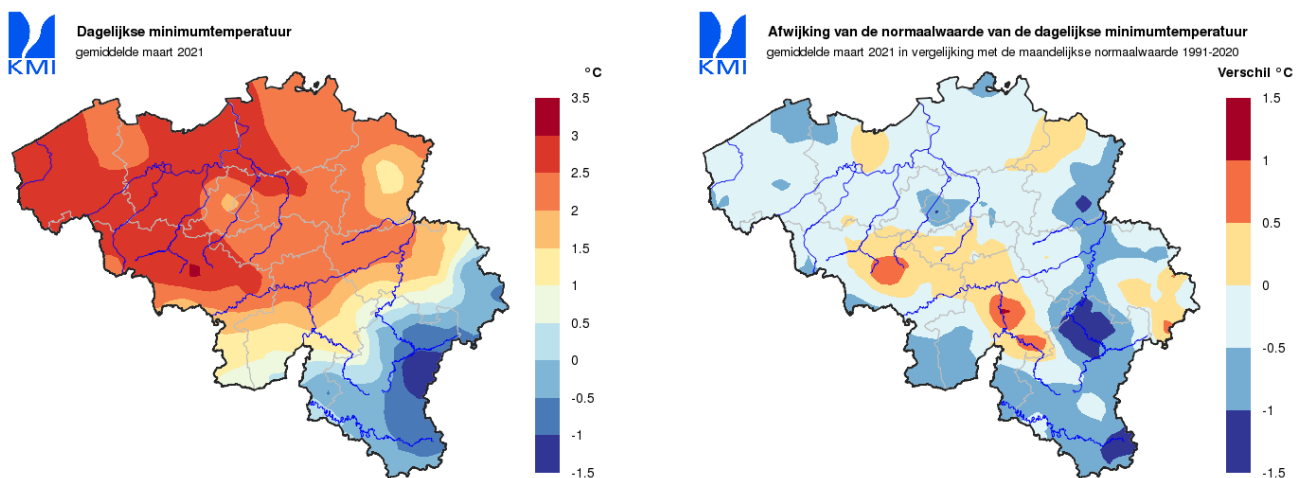 Dagelijkse minimumtemperatuur
gemiddelde maart 2021
KMI
°C
3.5
3
2.5
2
1.5
1
0.5
0
-0.5
-1
-1.5
Afwijking van de normaalwaarde van de dagelijkse minimumtemperatuur
gemiddelde maart 2021 in vergelijking met de maandelijkse normaalwaarde 1991-2020
KMI
Verschil °C
1.5
1
0.5
0
-0.5
-1
-1.5